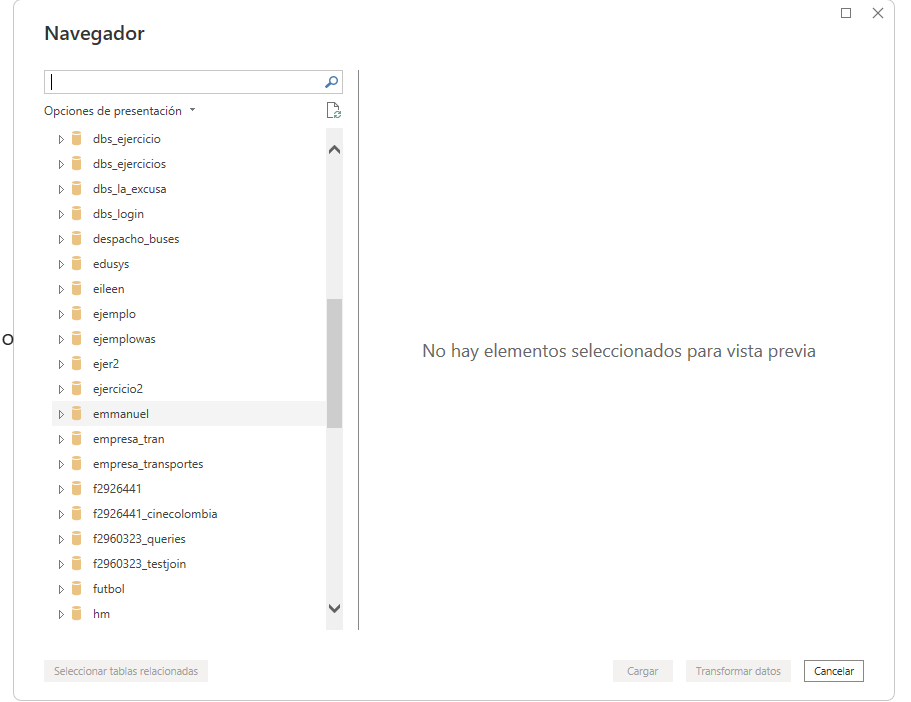 Navegador
Opciones de presentación
dbs_ejercicio
dbs_ejercicios
dbs_la_excusa
dbs_login
despacho_buses
edusys
eileen
ejemplo
ejemplowas
ejer2
ejercicio2
emmanuel
empresa_tran
empresa_transportes
f2926441
f2926441_cinecolombia
f2960323_queries
f2960323_testjoin
futbol
hm
o
No hay elementos seleccionados para vista previa
Seleccionar tablas relacionadas
Cargar
Transformar datos
Cancelar